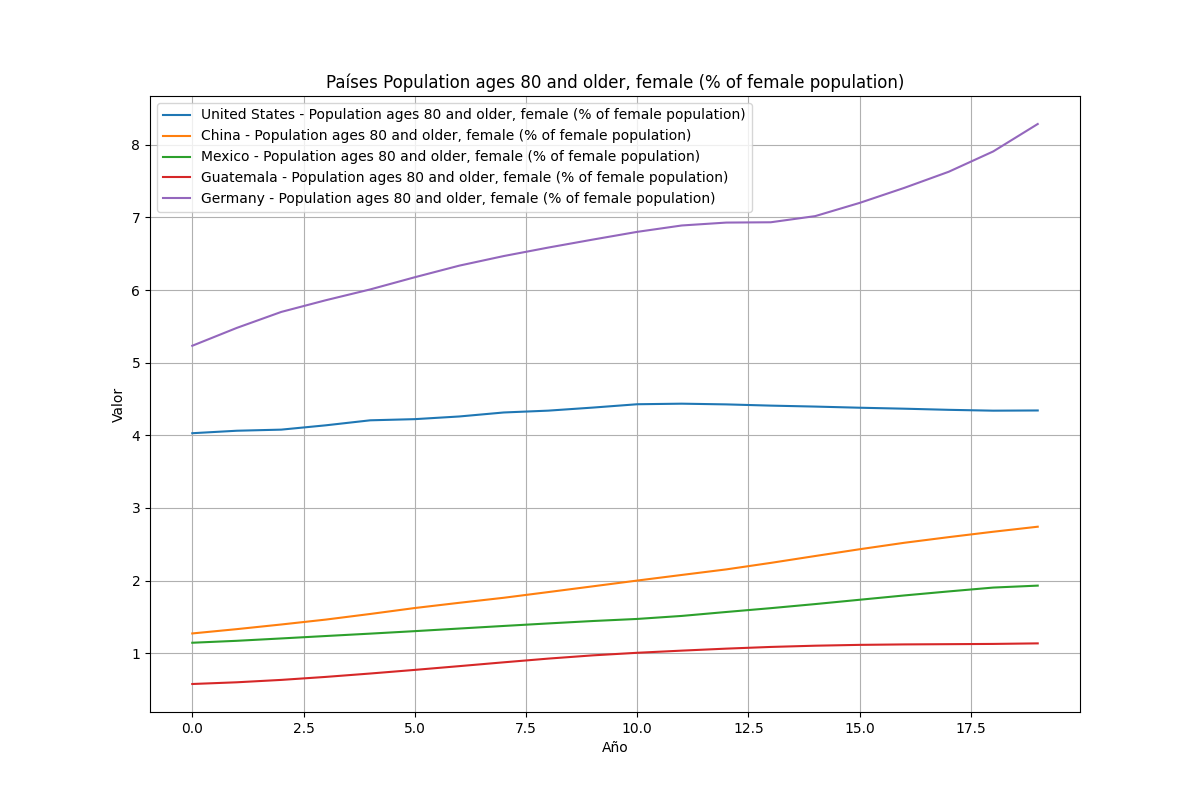 Países Population ages 80 and older, female (% of female population)
United States - Population ages 80 and older, female (% of female population)
China - Population ages 80 and older, female (% of female population)
Mexico - Population ages 80 and older, female (% of female population)
Guatemala - Population ages 80 and older, female (% of female population)
Germany - Population ages 80 and older, female (% of female population)
8
7
6
5
4
3
2
1
Valor
0.0 2.5 5.0 7.5 10.0 12.5 15.0 17.5
Año